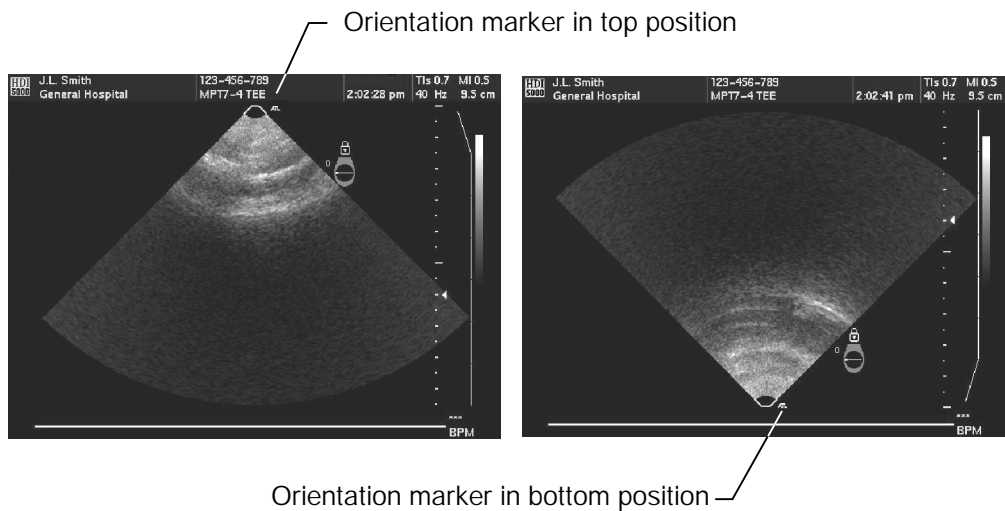 Orientation marker in top position
HDI 5000 J.L. Smith 123-456-789 TIs 0.7 MI 0.5
General Hospital MPT7-4 TEE 2:02:28 pm 40 Hz 9.5 cm
ATL
0
***
BPM
HDI 5000 J.L. Smith 123-456-789 TIs 0.7 MI 0.5
General Hospital MPT7-4 TEE 2:02:41 pm 40 Hz 9.5 cm
0
ATL
***
BPM
Orientation marker in bottom position